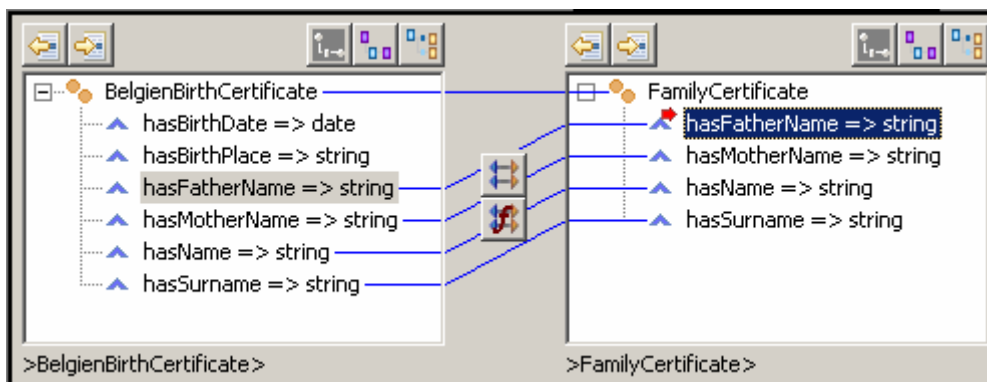 BelgienBirthCertificate
hasBirthDate => date
hasBirthPlace => string
hasFatherName => string
hasMotherName => string
hasName => string
hasSurname => string
>BelgienBirthCertificate>
f
FamilyCertificate
hasFatherName => string
hasMotherName => string
hasName => string
hasSurname => string
>FamilyCertificate>